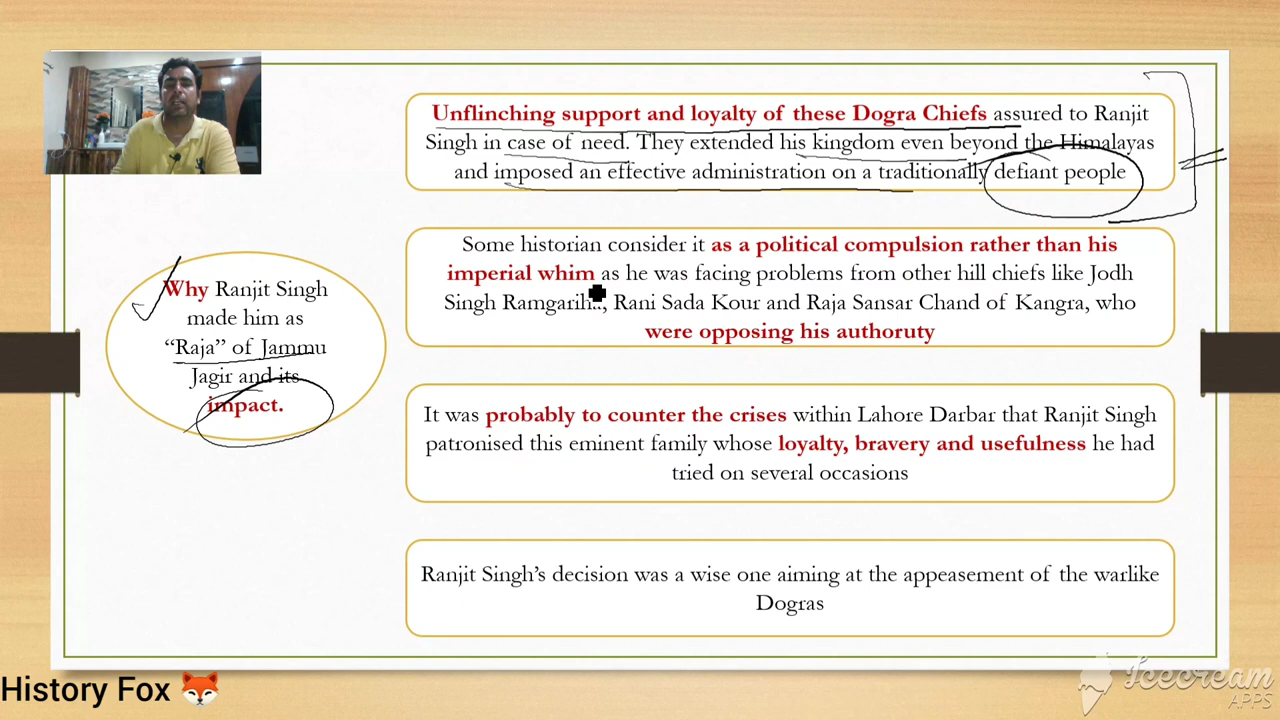 Unflinching support and loyalty of these Dogra Chiefs assured to Ranjit
Singh in case of need. They extended his kingdom even beyond the Himalayas
and imposed an effective administration on a traditionally defiant people
Some historian consider it as a political compulsion rather than his
imperial whim as he was facing problems from other hill chiefs like Jodh
Singh Ramgariha, Rani Sada Kour and Raja Sansar Chand of Kangra, who
were opposing his authoruty
Why Ranjit Singh
made him as
“Raja” of Jammu
Jagir and its
impact.
It was probably to counter the crises within Lahore Darbar that Ranjit Singh
patronised this eminent family whose loyalty, bravery and usefulness he had
tried on several occasions
Ranjit Singh’s decision was a wise one aiming at the appeasement of the warlike
Dogras
History Fox 🦊
Icecream
APPS